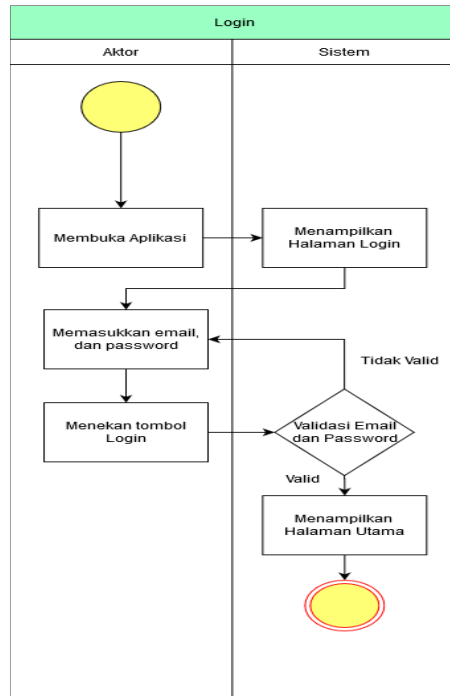 Login
Aktor
Sistem
Membuka Aplikasi
Menampilkan
Halaman Login
Memasukkan email,
dan password
Tidak Valid
Menekan tombol
Login
Validasi Email
dan Password
Valid
Menampilkan
Halaman Utama